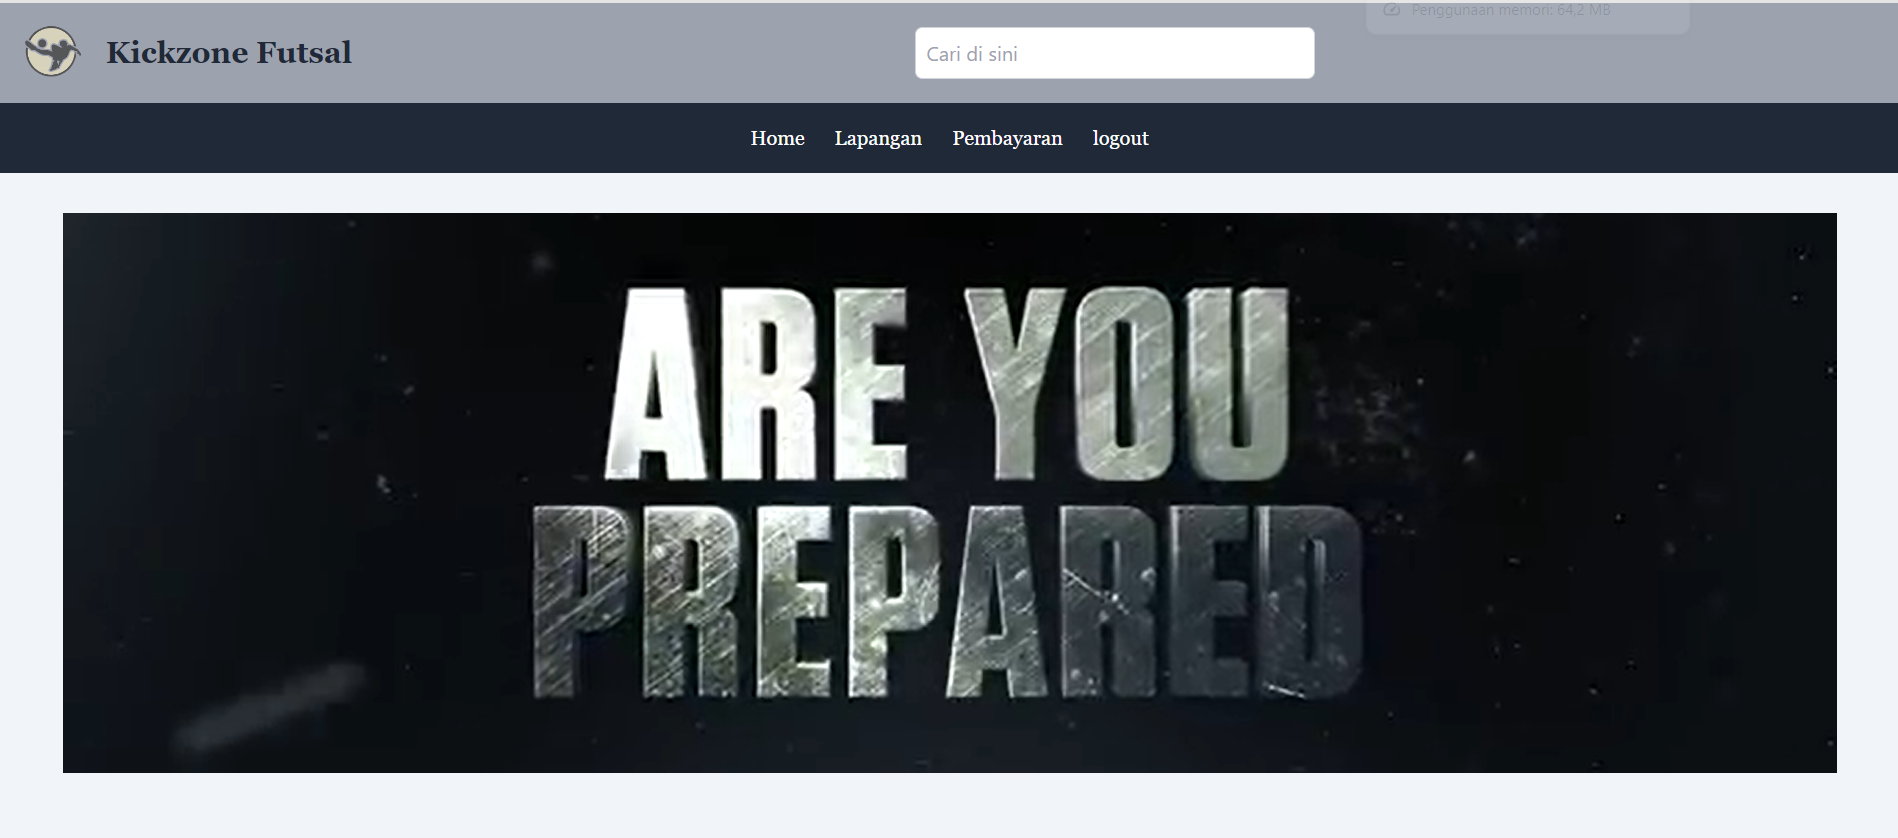 Penggunaan memori: 64.2 MB
Kickzone Futsal
Cari di sini
Home Lapangan Pembayaran logout
ARE YOU
PREPARED